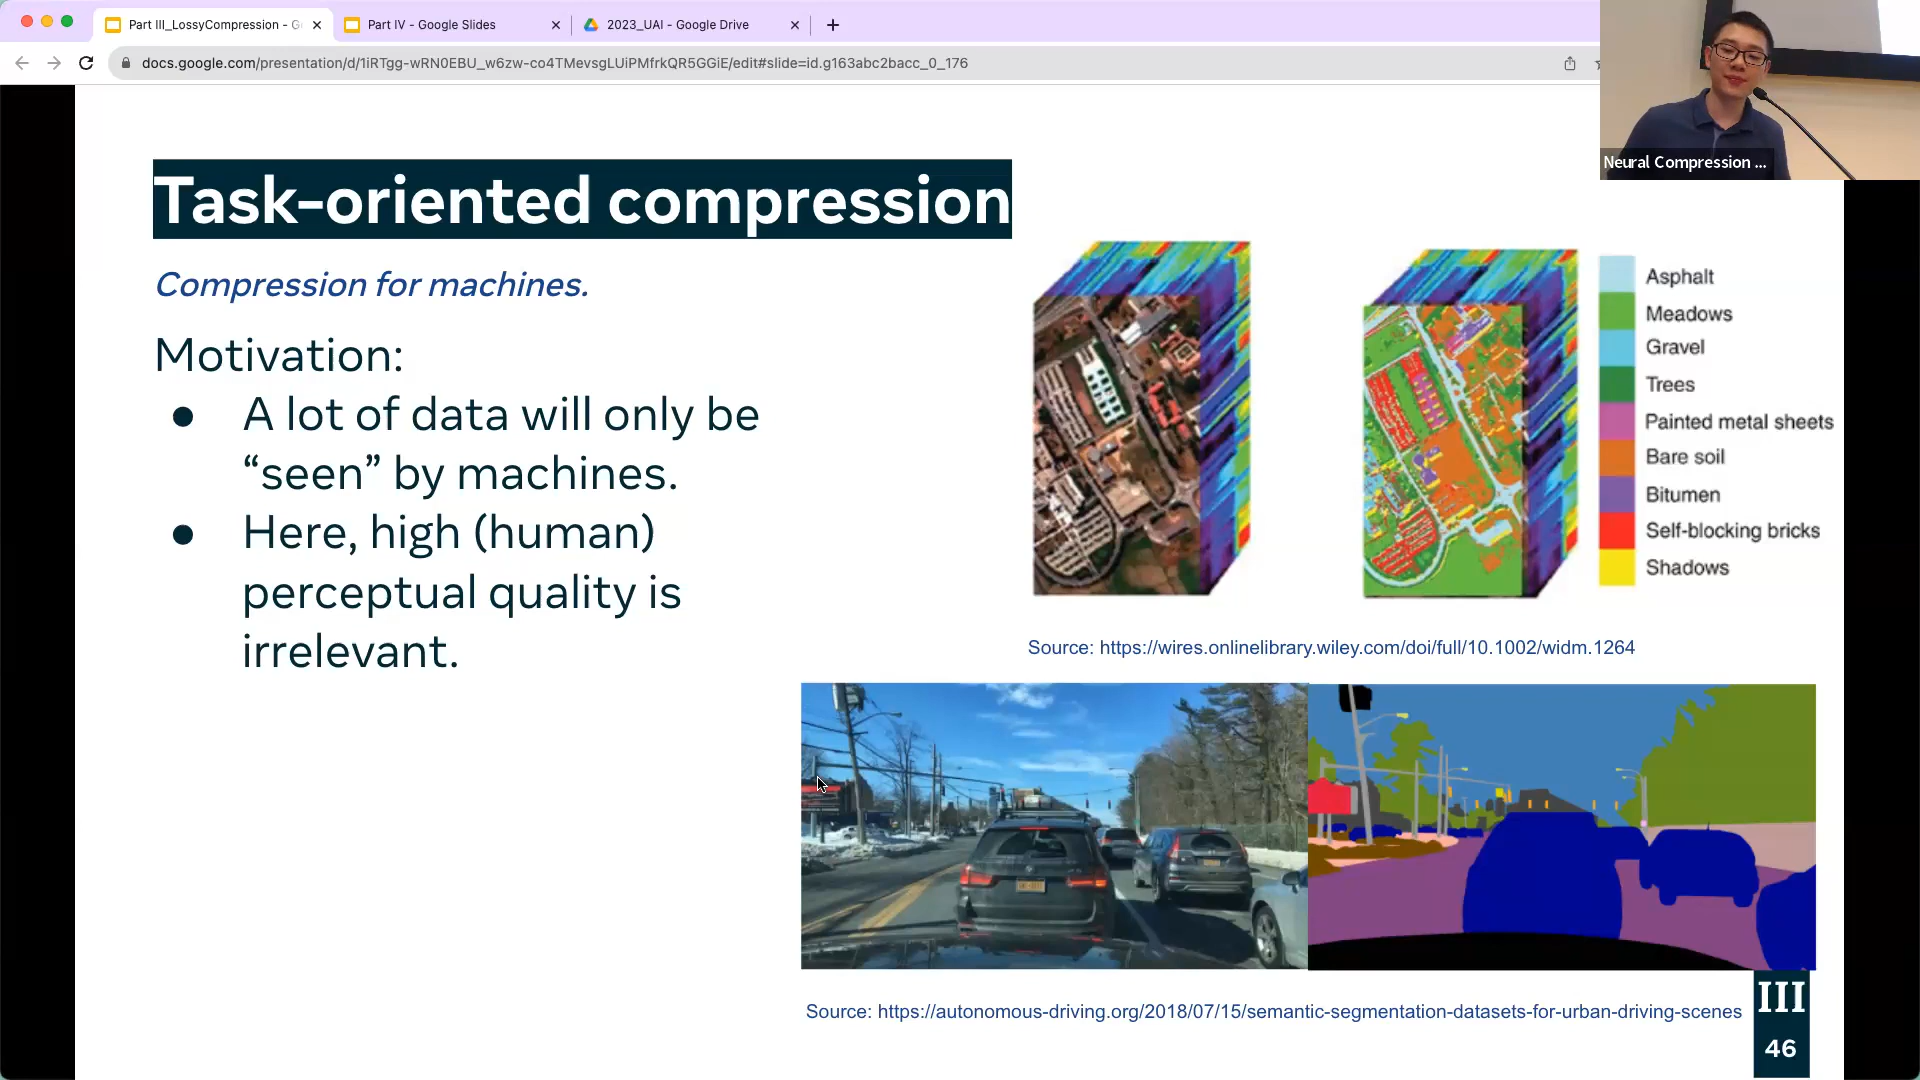 Part III_LossyCompression - G
Part IV - Google Slides
2023_UAI - Google Drive
docs.google.com/presentation/d/1iRTgg-wRN0EBU_w6zw-co4TMevsgLUiPMfrkQR5GGiE/edit#slide=id.g163abc2bacc_0_176
Neural Compression ...
Task-oriented compression
Compression for machines.
Motivation:
● A lot of data will only be
“seen” by machines.
● Here, high (human)
perceptual quality is
irrelevant.
Asphalt
Meadows
Gravel
Trees
Painted metal sheets
Bare soil
Bitumen
Self-blocking bricks
Shadows
Source: https://wires.onlinelibrary.wiley.com/doi/full/10.1002/widm.1264
Source: https://autonomous-driving.org/2018/07/15/semantic-segmentation-datasets-for-urban-driving-scenes
III
46